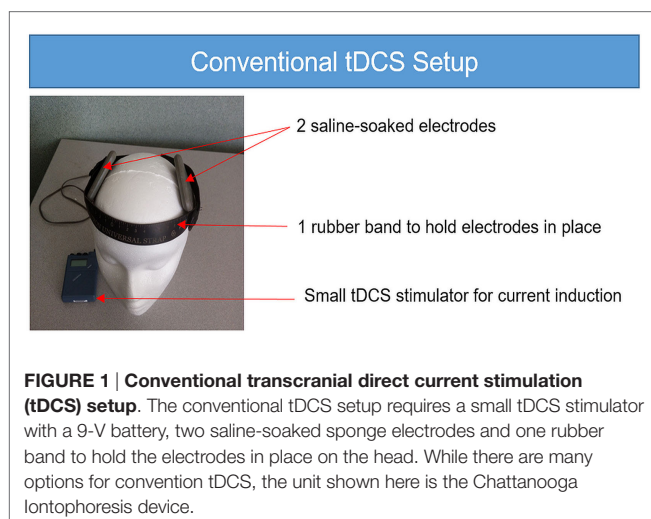 Conventional tDCS Setup
2 saline-soaked electrodes
1 rubber band to hold electrodes in place
UNIVERSAL STRAP
Small tDCS stimulator for current induction
FIGURE 1 | Conventional transcranial direct current stimulation
(tDCS) setup. The conventional tDCS setup requires a small tDCS stimulator
with a 9-V battery, two saline-soaked sponge electrodes and one rubber
band to hold the electrodes in place on the head. While there are many
options for convention tDCS, the unit shown here is the Chattanooga
Iontophoresis device.